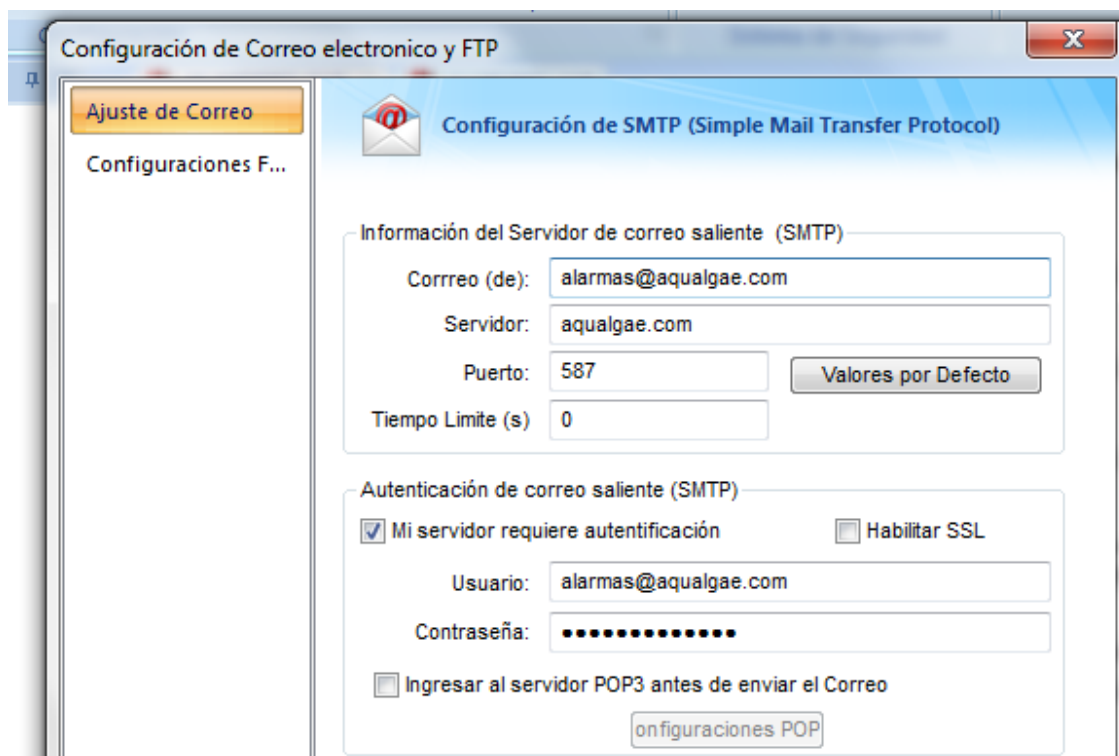 Configuración de Correo electronico y FTP
Ajuste de Correo
Configuraciones F...
Configuración de SMTP (Simple Mail Transfer Protocol)
Información del Servidor de correo saliente (SMTP)
Corrreo (de): alarmas@aqualgae.com
Servidor: aqualgae.com
Puerto: 587 Valores por Defecto
Tiempo Limite (s) 0
Autenticación de correo saliente (SMTP)
Mi servidor requiere autentificación Habilitar SSL
Usuario: alarmas@aqualgae.com
Contraseña: •••••••••••••
Ingresar al servidor POP3 antes de enviar el Correo
onfiguraciones POP